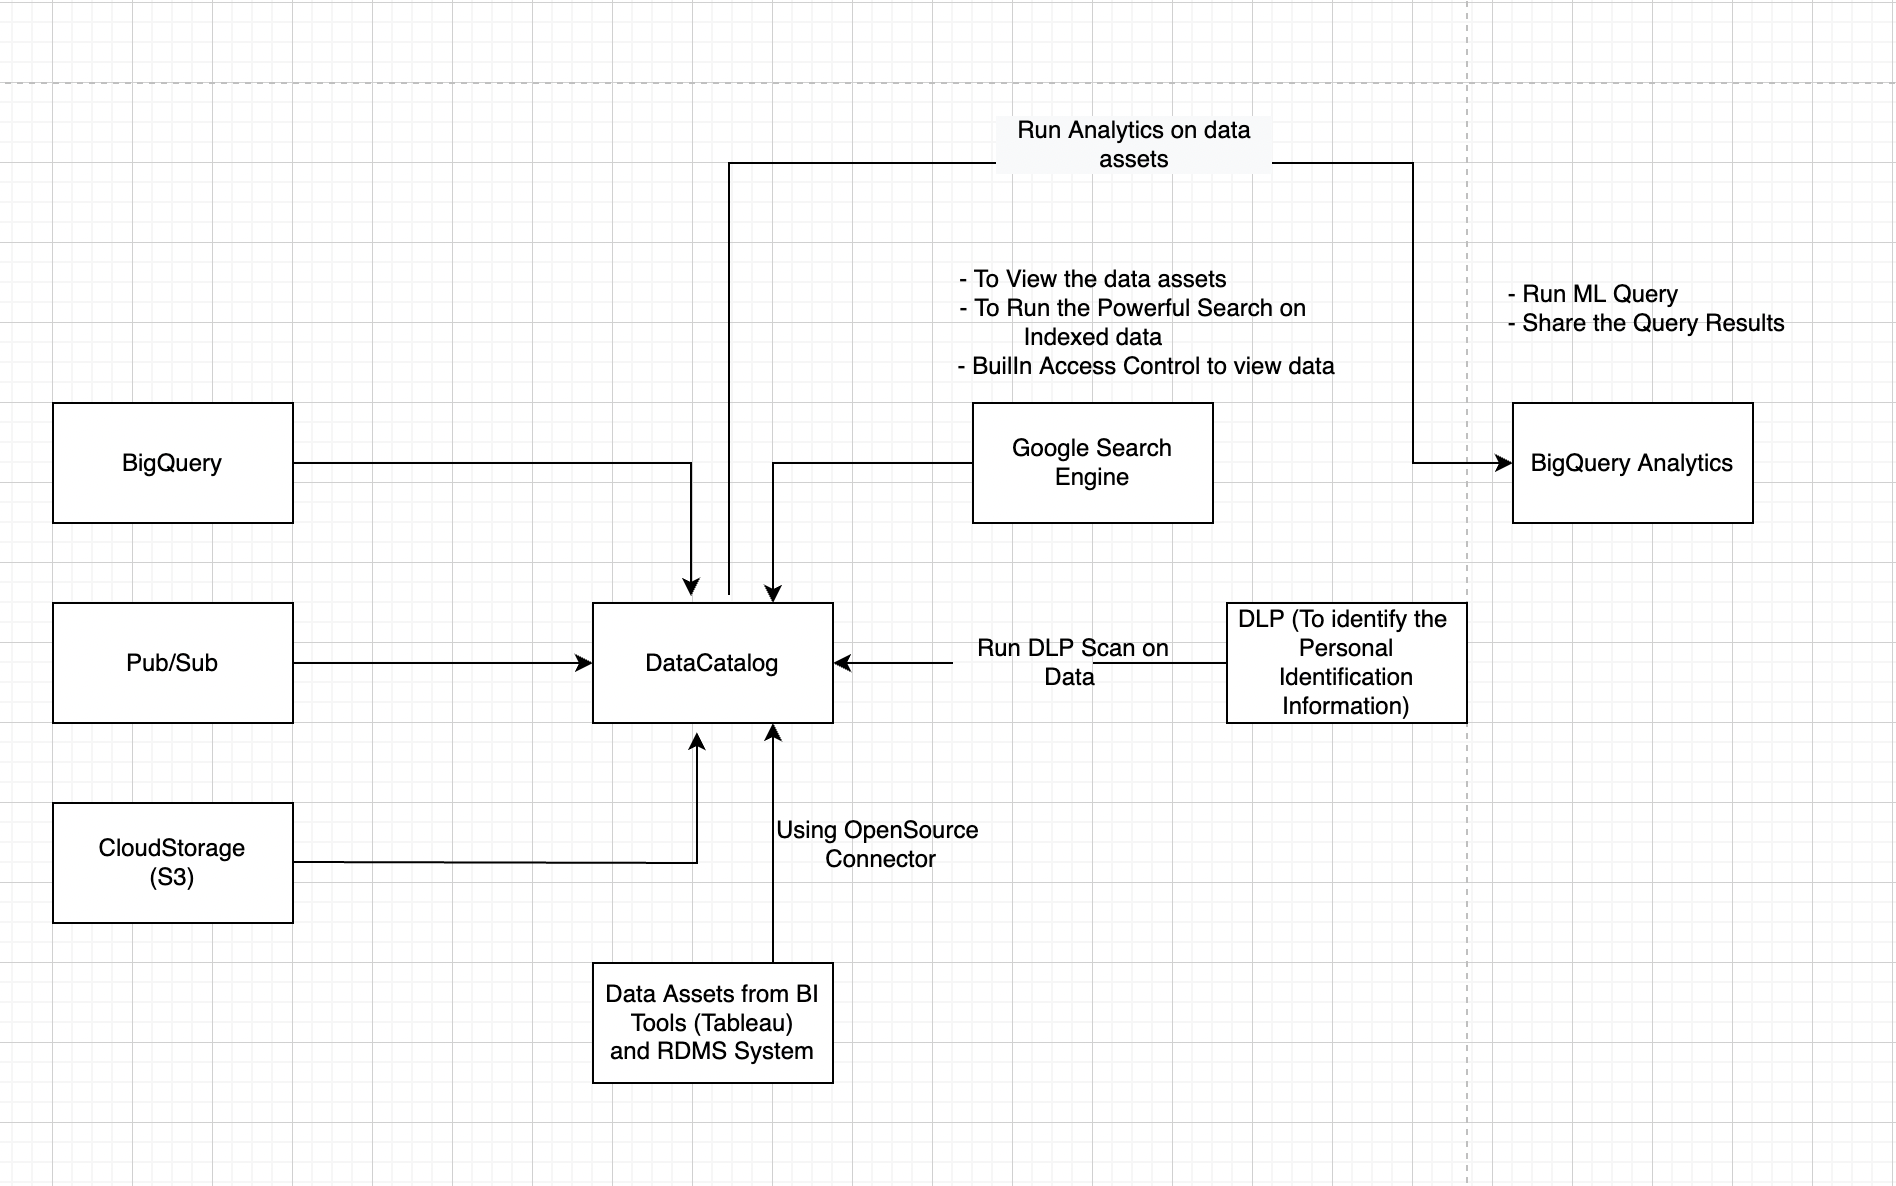 Run Analytics on data
assets
- To View the data assets
- To Run the Powerful Search on
Indexed data
- BuilIn Access Control to view data
- Run ML Query
- Share the Query Results
BigQuery
Google Search
Engine
BigQuery Analytics
Pub/Sub
DataCatalog
Run DLP Scan on
Data
DLP (To identify the
Personal
Identification
Information)
CloudStorage
(S3)
Using OpenSource
Connector
Data Assets from BI
Tools (Tableau)
and RDMS System